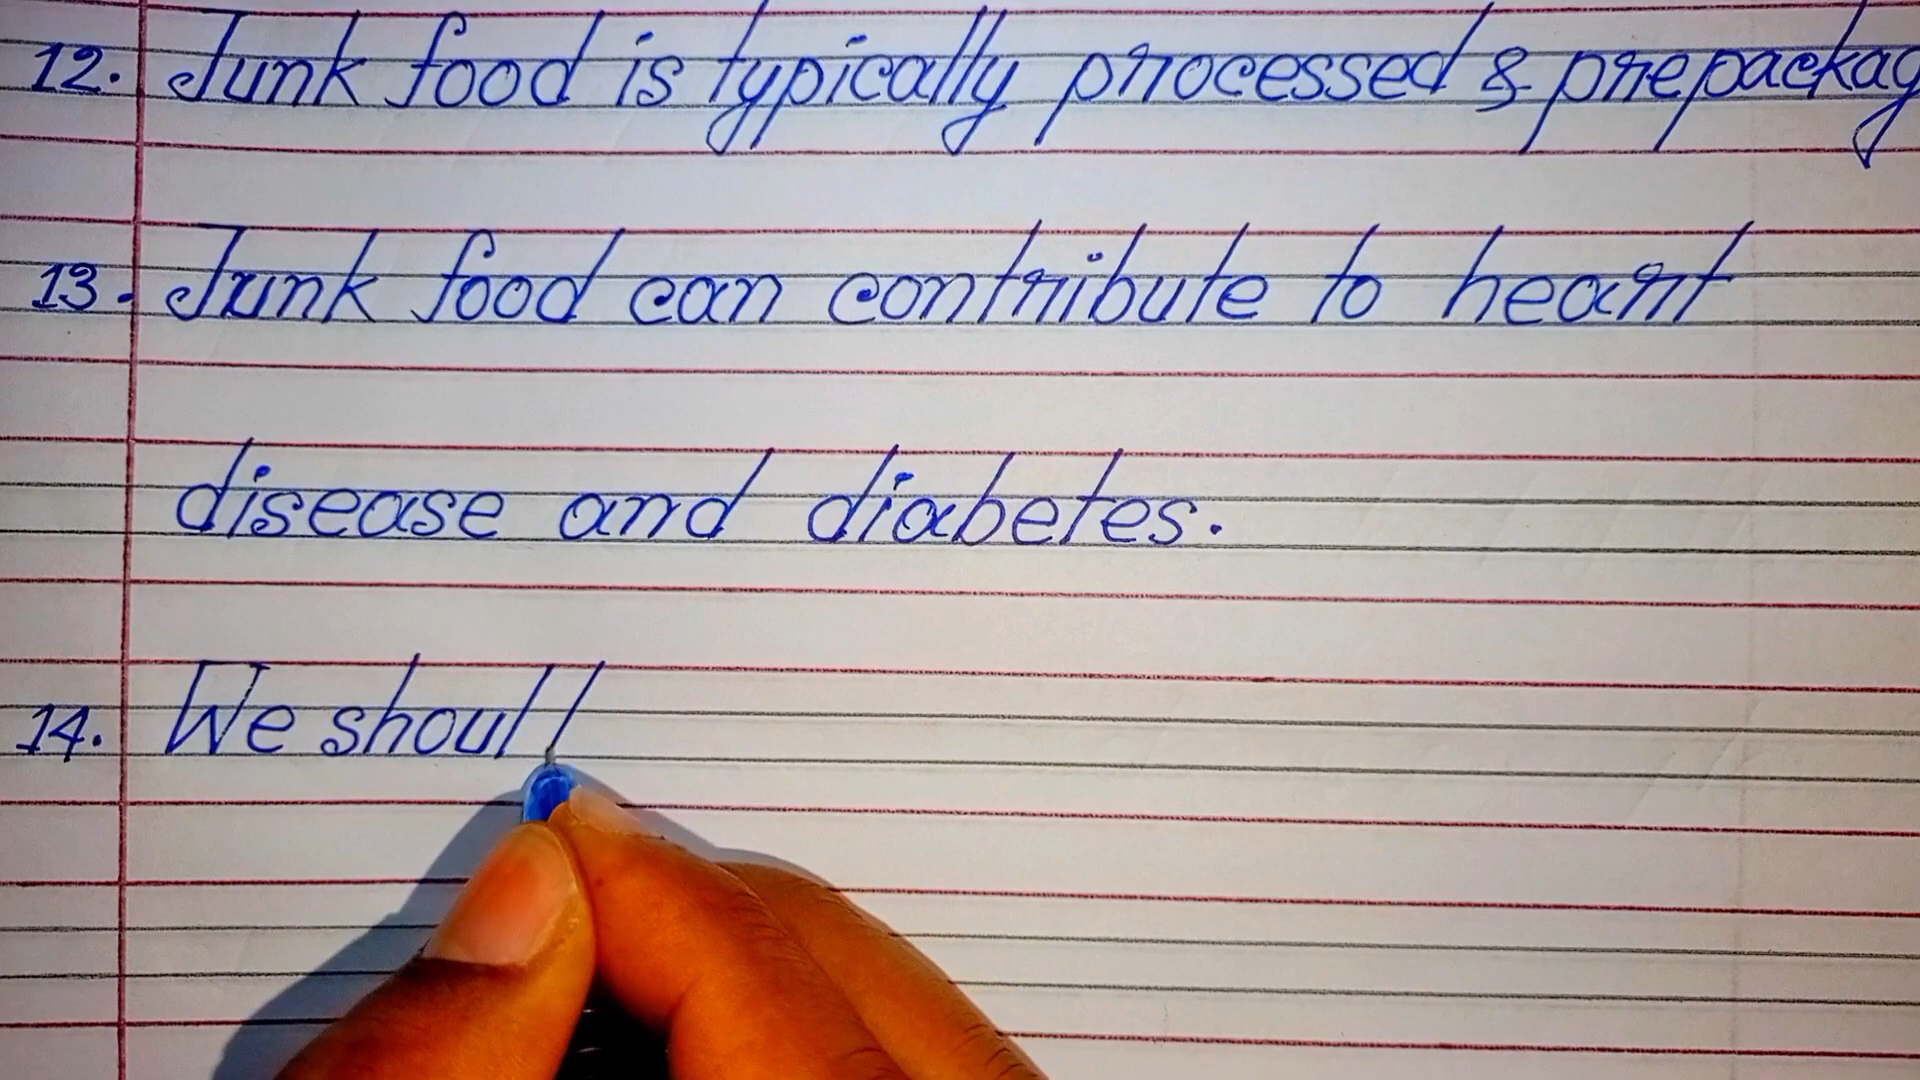 12. Junk food is typically processed & prepackag
13. Junk food can contribute to heart
disease and diabetes.
14. We shoul